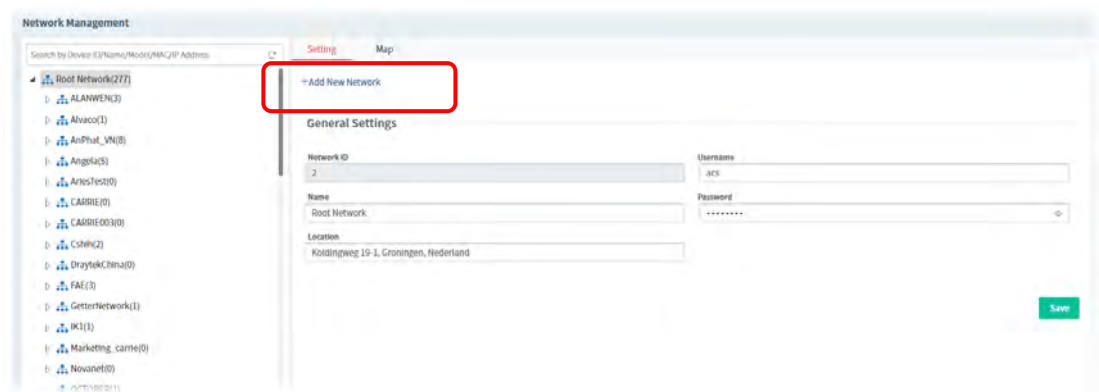 Network Management
Search by Device ID/Name/Model/MAC/IP Address
Setting Map
Root Network(277)
+Add New Network
ALANWEN(3)
Alvaco(1)
General Settings
AnPhat_VN(8)
Angela(5)
Network ID Username
2 acs
AriesTest(0)
CARRIE(0)
Name Password
Root Network ••••••••
CARRIE003(0)
Location
Cshih(2)
Koldingweg 19-1, Groningen, Nederland
DraytekChina(0)
FAE(3)
GetterNetwork(1)
Save
IK1(1)
Marketing_carrie(0)
Novanet(0)